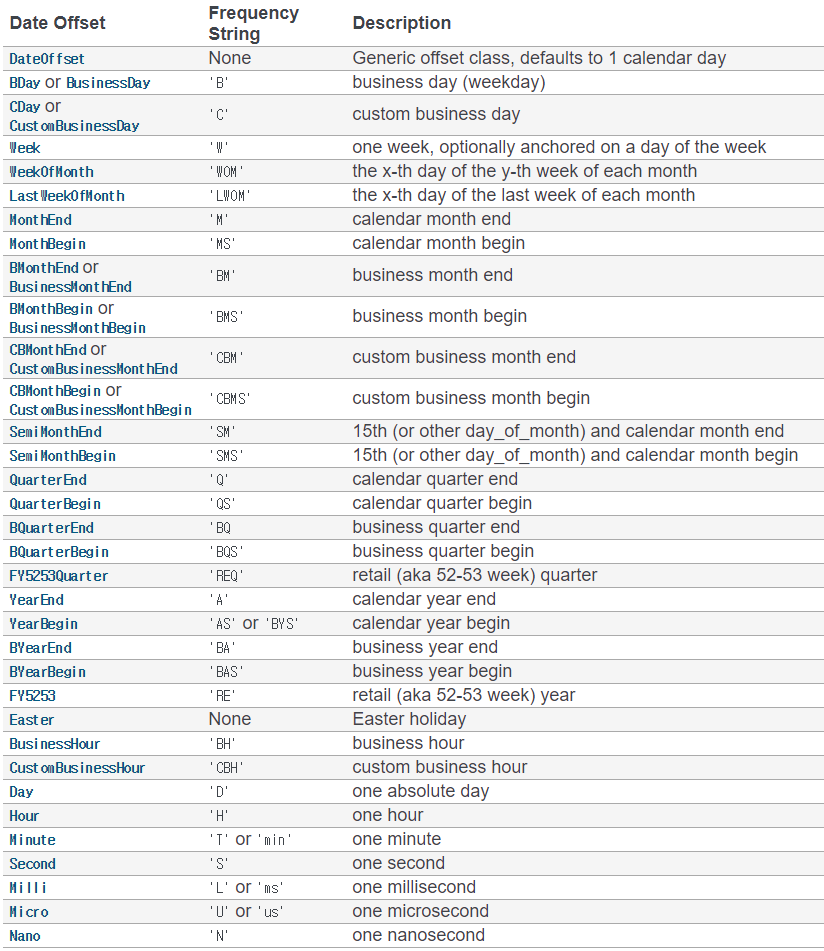 Date Offset Frequency String Description
DateOffset None Generic offset class, defaults to 1 calendar day
BDay or BusinessDay 'B' business day (weekday)
CDay or
CustomBusinessDay 'C' custom business day
Week 'W' one week, optionally anchored on a day of the week
WeekOfMonth 'WOM' the x-th day of the y-th week of each month
LastWeekOfMonth 'LWOM' the x-th day of the last week of each month
MonthEnd 'M' calendar month end
MonthBegin 'MS' calendar month begin
BMonthEnd or
BusinessMonthEnd 'BM' business month end
BMonthBegin or
BusinessMonthBegin 'BMS' business month begin
CBMonthEnd or
CustomBusinessMonthEnd 'CBM' custom business month end
CBMonthBegin or
CustomBusinessMonthBegin 'CBMS' custom business month begin
SemiMonthEnd 'SM' 15th (or other day_of_month) and calendar month end
SemiMonthBegin 'SMS' 15th (or other day_of_month) and calendar month begin
QuarterEnd 'Q' calendar quarter end
QuarterBegin 'QS' calendar quarter begin
BQuarterEnd 'BQ business quarter end
BQuarterBegin 'BQS' business quarter begin
FY5253Quarter 'REQ' retail (aka 52-53 week) quarter
YearEnd 'A' calendar year end
YearBegin 'AS' or 'BYS' calendar year begin
BYearEnd 'BA' business year end
BYearBegin 'BAS' business year begin
FY5253 'RE' retail (aka 52-53 week) year
Easter None Easter holiday
BusinessHour 'BH' business hour
CustomBusinessHour 'CBH' custom business hour
Day 'D' one absolute day
Hour 'H' one hour
Minute 'T' or 'min' one minute
Second 'S' one second
Milli 'L' or 'ms' one millisecond
Micro 'U' or 'us' one microsecond
Nano 'N' one nanosecond